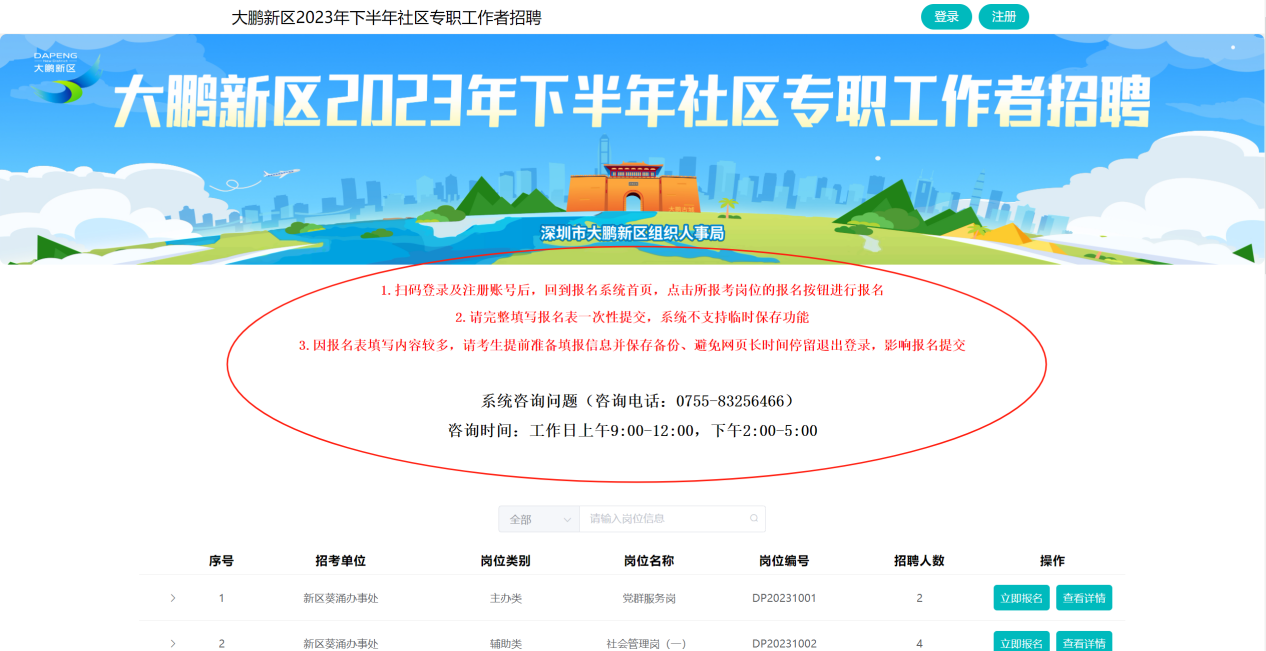 大鹏新区2023年下半年社区专职工作者招聘
登录 注册
DAPENG
大鹏新区
大鹏新区2023年下半年社区专职工作者招聘
深圳市大鹏新区组织人事局
1.扫码登录及注册账号后，回到报名系统首页，点击所报考岗位的报名按钮进行报名
2.请完整填写报名表一次性提交，系统不支持临时保存功能
3.因报名表填写内容较多，请考生提前准备填报信息并保存备份、避免网页长时间停留退出登录，影响报名提交
系统咨询问题（咨询电话：0755-83256466）
咨询时间：工作日上午9:00-12:00，下午2:00-5:00
全部 请输入岗位信息
序号 招考单位 岗位类别 岗位名称 岗位编号 招聘人数 操作
1 新区葵涌办事处 主办类 党群服务岗 DP20231001 2 立即报名 查看详情
2 新区葵涌办事处 辅助类 社会管理岗（一） DP20231002 4 立即报名 查看详情